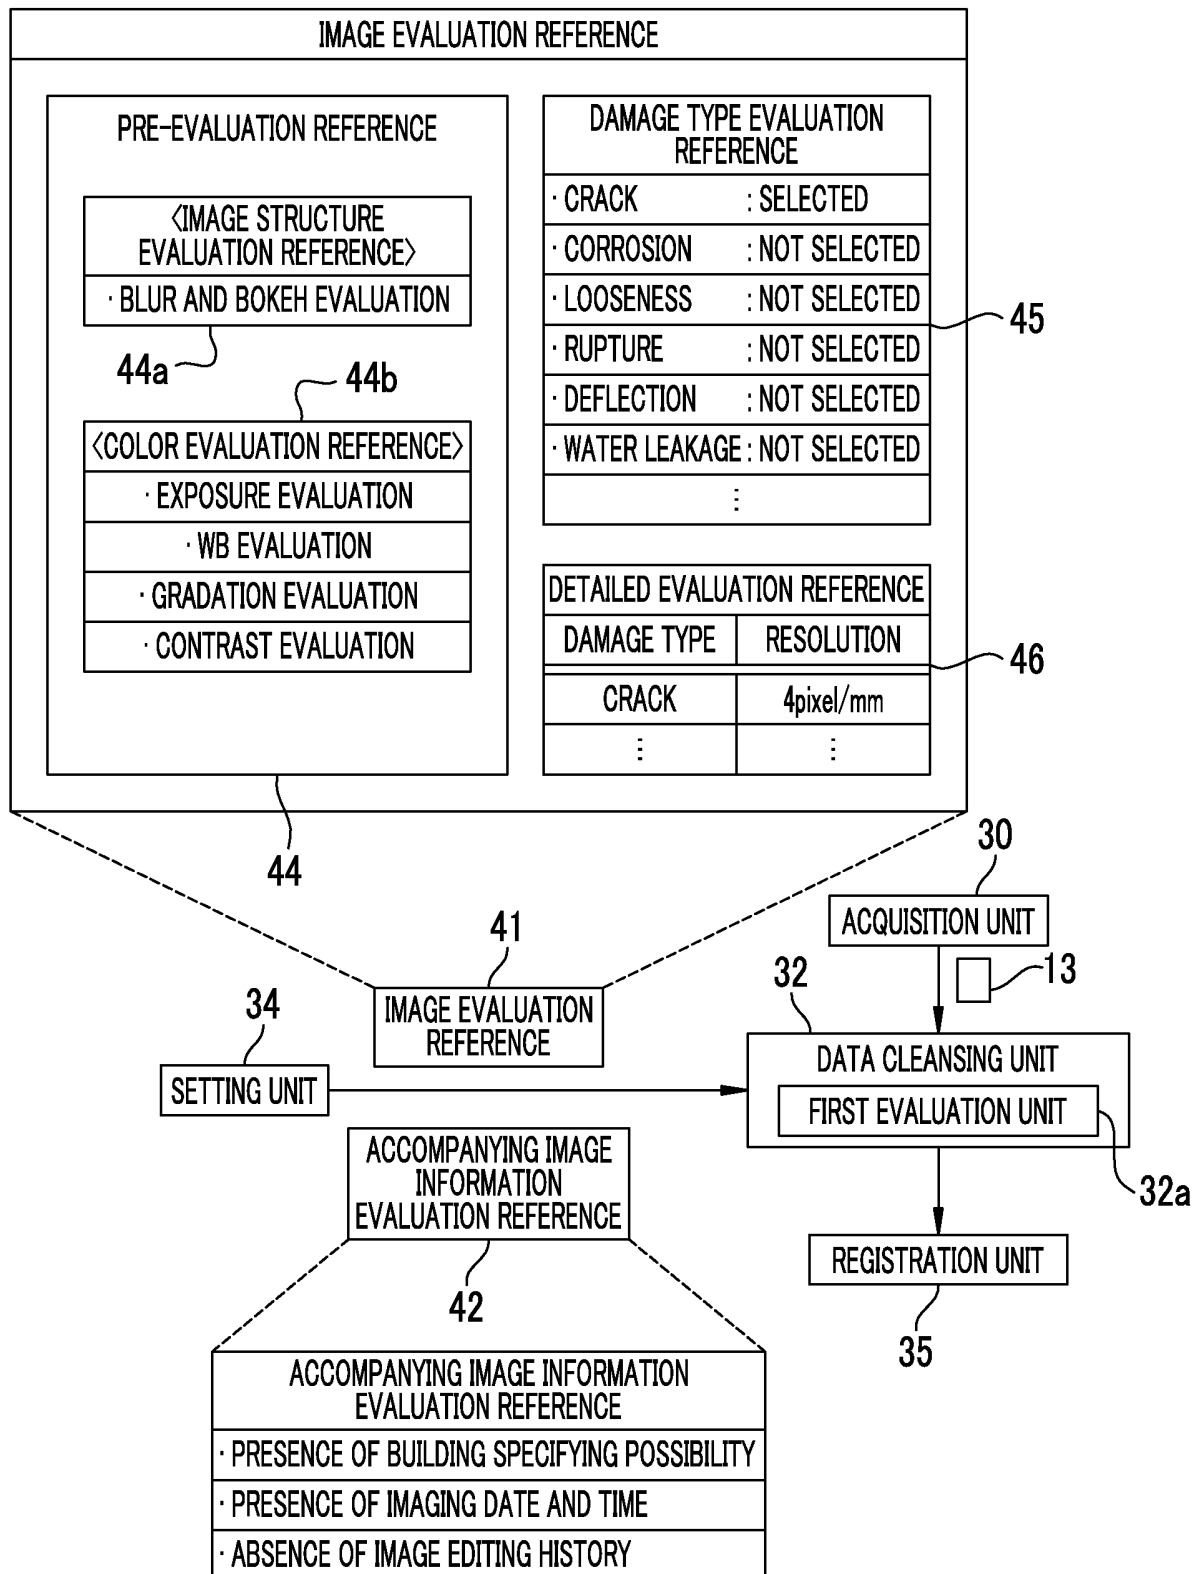 IMAGE EVALUATION REFERENCE
PRE-EVALUATION REFERENCE
〈IMAGE STRUCTURE
EVALUATION REFERENCE〉
· BLUR AND BOKEH EVALUATION
44a
44b
〈COLOR EVALUATION REFERENCE〉
· EXPOSURE EVALUATION
· WB EVALUATION
· GRADATION EVALUATION
· CONTRAST EVALUATION
44
DAMAGE TYPE EVALUATION
REFERENCE
· CRACK : SELECTED
· CORROSION : NOT SELECTED
· LOOSENESS : NOT SELECTED
· RUPTURE : NOT SELECTED
· DEFLECTION : NOT SELECTED
· WATER LEAKAGE : NOT SELECTED
⋮
45
DETAILED EVALUATION REFERENCE
DAMAGE TYPE RESOLUTION
CRACK 4pixel/mm
⋮ ⋮
46
30
ACQUISITION UNIT
13
41
IMAGE EVALUATION
REFERENCE
34
SETTING UNIT
32
DATA CLEANSING UNIT
FIRST EVALUATION UNIT
32a
ACCOMPANYING IMAGE
INFORMATION
EVALUATION REFERENCE
42
REGISTRATION UNIT
35
ACCOMPANYING IMAGE INFORMATION
EVALUATION REFERENCE
· PRESENCE OF BUILDING SPECIFYING POSSIBILITY
· PRESENCE OF IMAGING DATE AND TIME
· ABSENCE OF IMAGE EDITING HISTORY